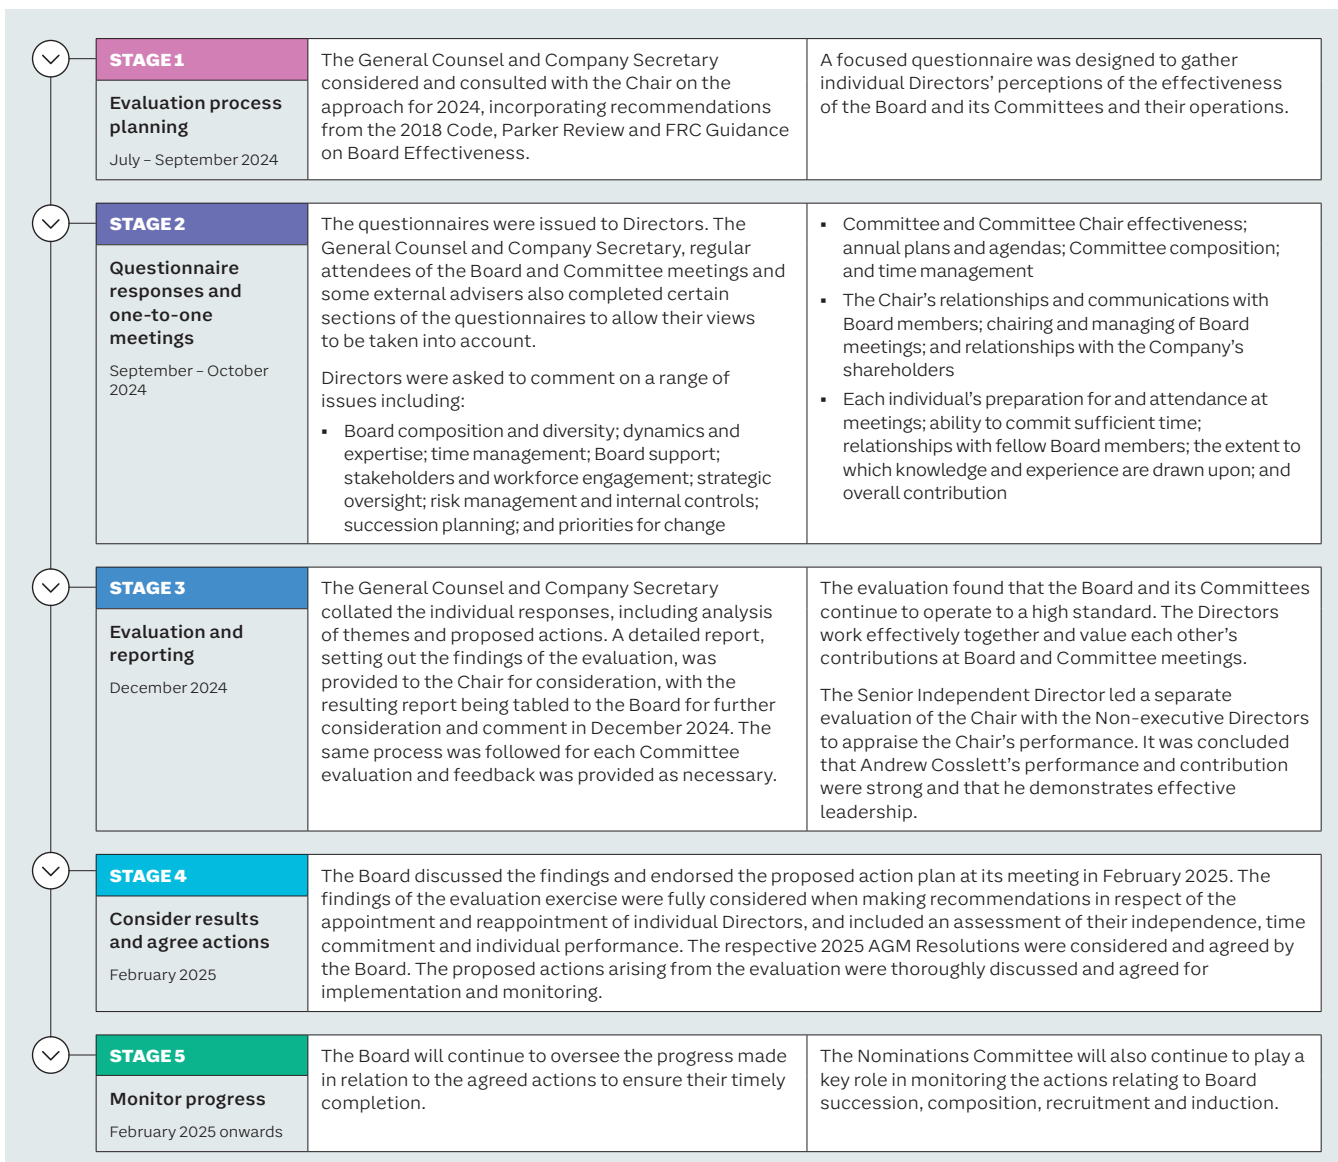 STAGE 1
Evaluation process
planning
July – September 2024
The General Counsel and Company Secretary
considered and consulted with the Chair on the
approach for 2024, incorporating recommendations
from the 2018 Code, Parker Review and FRC Guidance
on Board Effectiveness.
A focused questionnaire was designed to gather
individual Directors’ perceptions of the effectiveness
of the Board and its Committees and their operations.
STAGE 2
Questionnaire
responses and
one-to-one
meetings
September – October
2024
The questionnaires were issued to Directors. The
General Counsel and Company Secretary, regular
attendees of the Board and Committee meetings and
some external advisers also completed certain
sections of the questionnaires to allow their views
to be taken into account.
Directors were asked to comment on a range of
issues including:
▪ Board composition and diversity; dynamics and
expertise; time management; Board support;
stakeholders and workforce engagement; strategic
oversight; risk management and internal controls;
succession planning; and priorities for change
▪ Committee and Committee Chair effectiveness;
annual plans and agendas; Committee composition;
and time management
▪ The Chair’s relationships and communications with
Board members; chairing and managing of Board
meetings; and relationships with the Company’s
shareholders
▪ Each individual’s preparation for and attendance at
meetings; ability to commit sufficient time;
relationships with fellow Board members; the extent to
which knowledge and experience are drawn upon; and
overall contribution
STAGE 3
Evaluation and
reporting
December 2024
The General Counsel and Company Secretary
collated the individual responses, including analysis
of themes and proposed actions. A detailed report,
setting out the findings of the evaluation, was
provided to the Chair for consideration, with the
resulting report being tabled to the Board for further
consideration and comment in December 2024. The
same process was followed for each Committee
evaluation and feedback was provided as necessary.
The evaluation found that the Board and its Committees
continue to operate to a high standard. The Directors
work effectively together and value each other’s
contributions at Board and Committee meetings.
The Senior Independent Director led a separate
evaluation of the Chair with the Non-executive Directors
to appraise the Chair’s performance. It was concluded
that Andrew Cosslett’s performance and contribution
were strong and that he demonstrates effective
leadership.
STAGE 4
Consider results
and agree actions
February 2025
The Board discussed the findings and endorsed the proposed action plan at its meeting in February 2025. The
findings of the evaluation exercise were fully considered when making recommendations in respect of the
appointment and reappointment of individual Directors, and included an assessment of their independence, time
commitment and individual performance. The respective 2025 AGM Resolutions were considered and agreed by
the Board. The proposed actions arising from the evaluation were thoroughly discussed and agreed for
implementation and monitoring.
STAGE 5
Monitor progress
February 2025 onwards
The Board will continue to oversee the progress made
in relation to the agreed actions to ensure their timely
completion.
The Nominations Committee will also continue to play a
key role in monitoring the actions relating to Board
succession, composition, recruitment and induction.